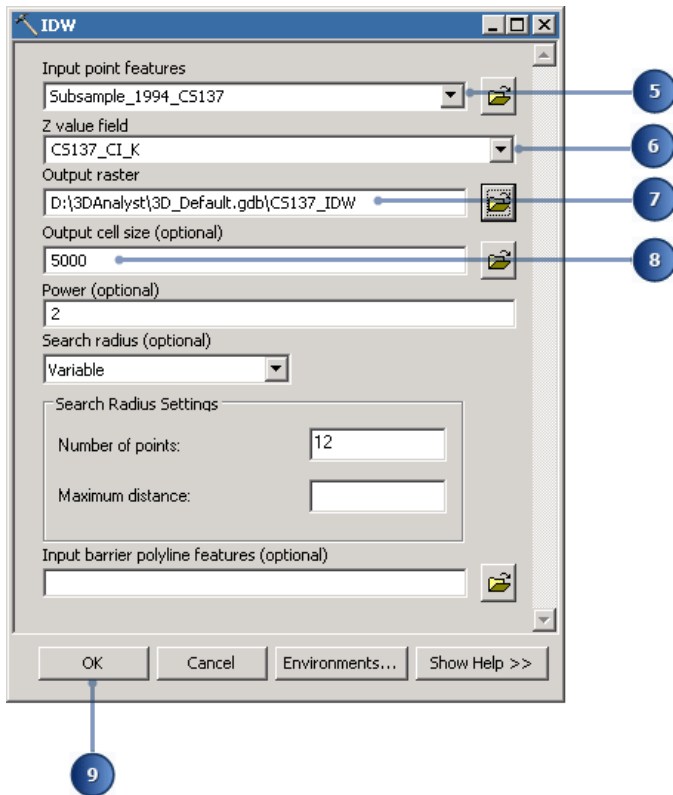 IDW
Input point features
Subsample_1994_CS137
5
Z value field
CS137_CI_K
6
Output raster
D:\3DAnalyst\3D_Default.gdb\CS137_IDW
7
Output cell size (optional)
5000
8
Power (optional)
2
Search radius (optional)
Variable
Search Radius Settings
Number of points:
12
Maximum distance:
Input barrier polyline features (optional)
OK Cancel Environments... Show Help >>
9